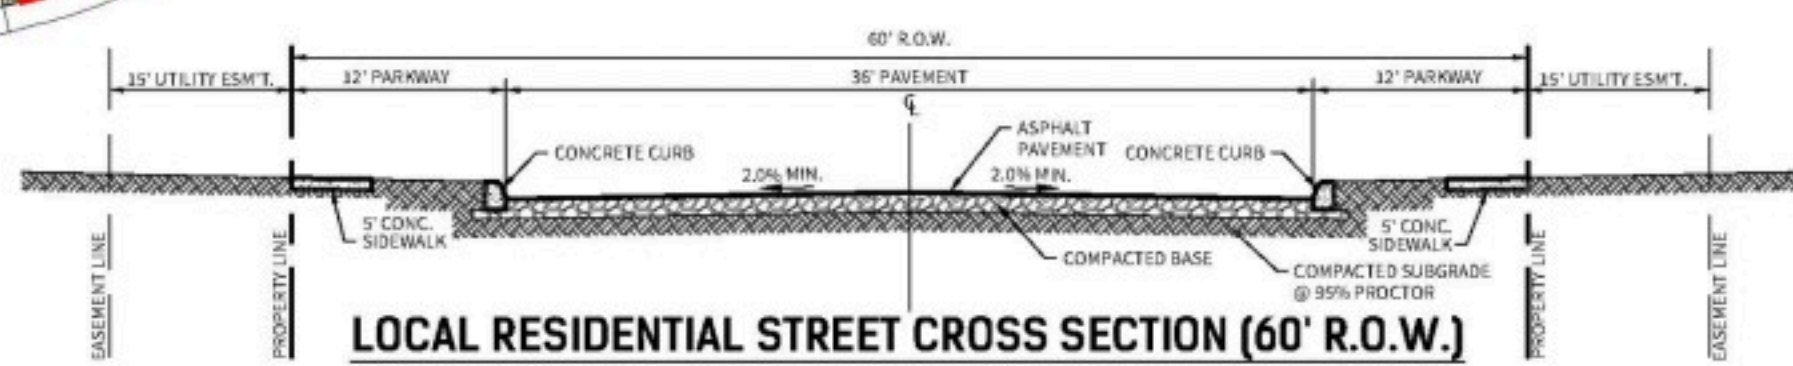 60' R.O.W.
15' UTILITY ESM'T.
12' PARKWAY
36' PAVEMENT
12' PARKWAY
15' UTILITY ESM'T.
℄
CONCRETE CURB
2.0% MIN.
2.0% MIN.
ASPHALT
PAVEMENT
CONCRETE CURB
5' CONC.
SIDEWALK
5' CONC.
SIDEWALK
COMPACTED BASE
COMPACTED SUBGRADE
@ 95% PROCTOR
EASEMENT LINE
PROPERTY LINE
PROPERTY LINE
EASEMENT LINE
LOCAL RESIDENTIAL STREET CROSS SECTION (60' R.O.W.)